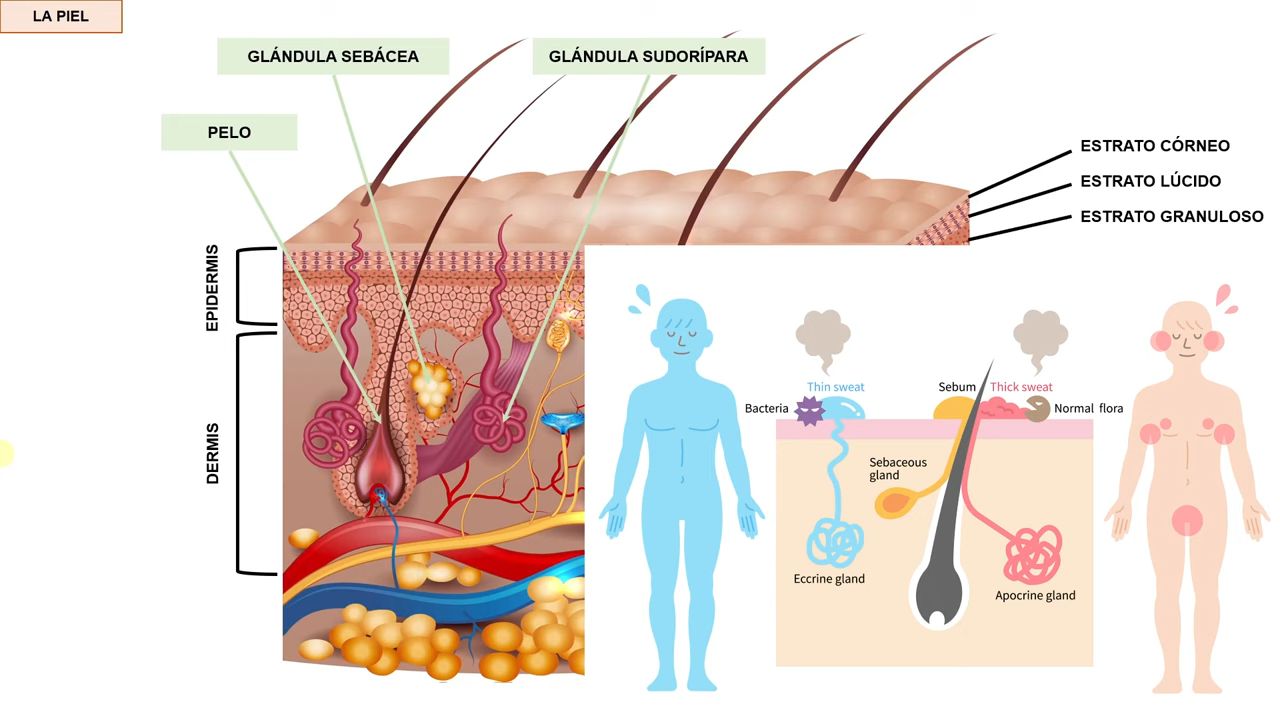 LA PIEL
GLÁNDULA SEBÁCEA
GLÁNDULA SUDORÍPARA
PELO
ESTRATO CÓRNEO
ESTRATO LÚCIDO
ESTRATO GRANULOSO
EPIDERMIS
DERMIS
Thin sweat
Sebum
Thick sweat
Bacteria
Normal flora
Sebaceous
gland
Eccrine gland
Apocrine gland